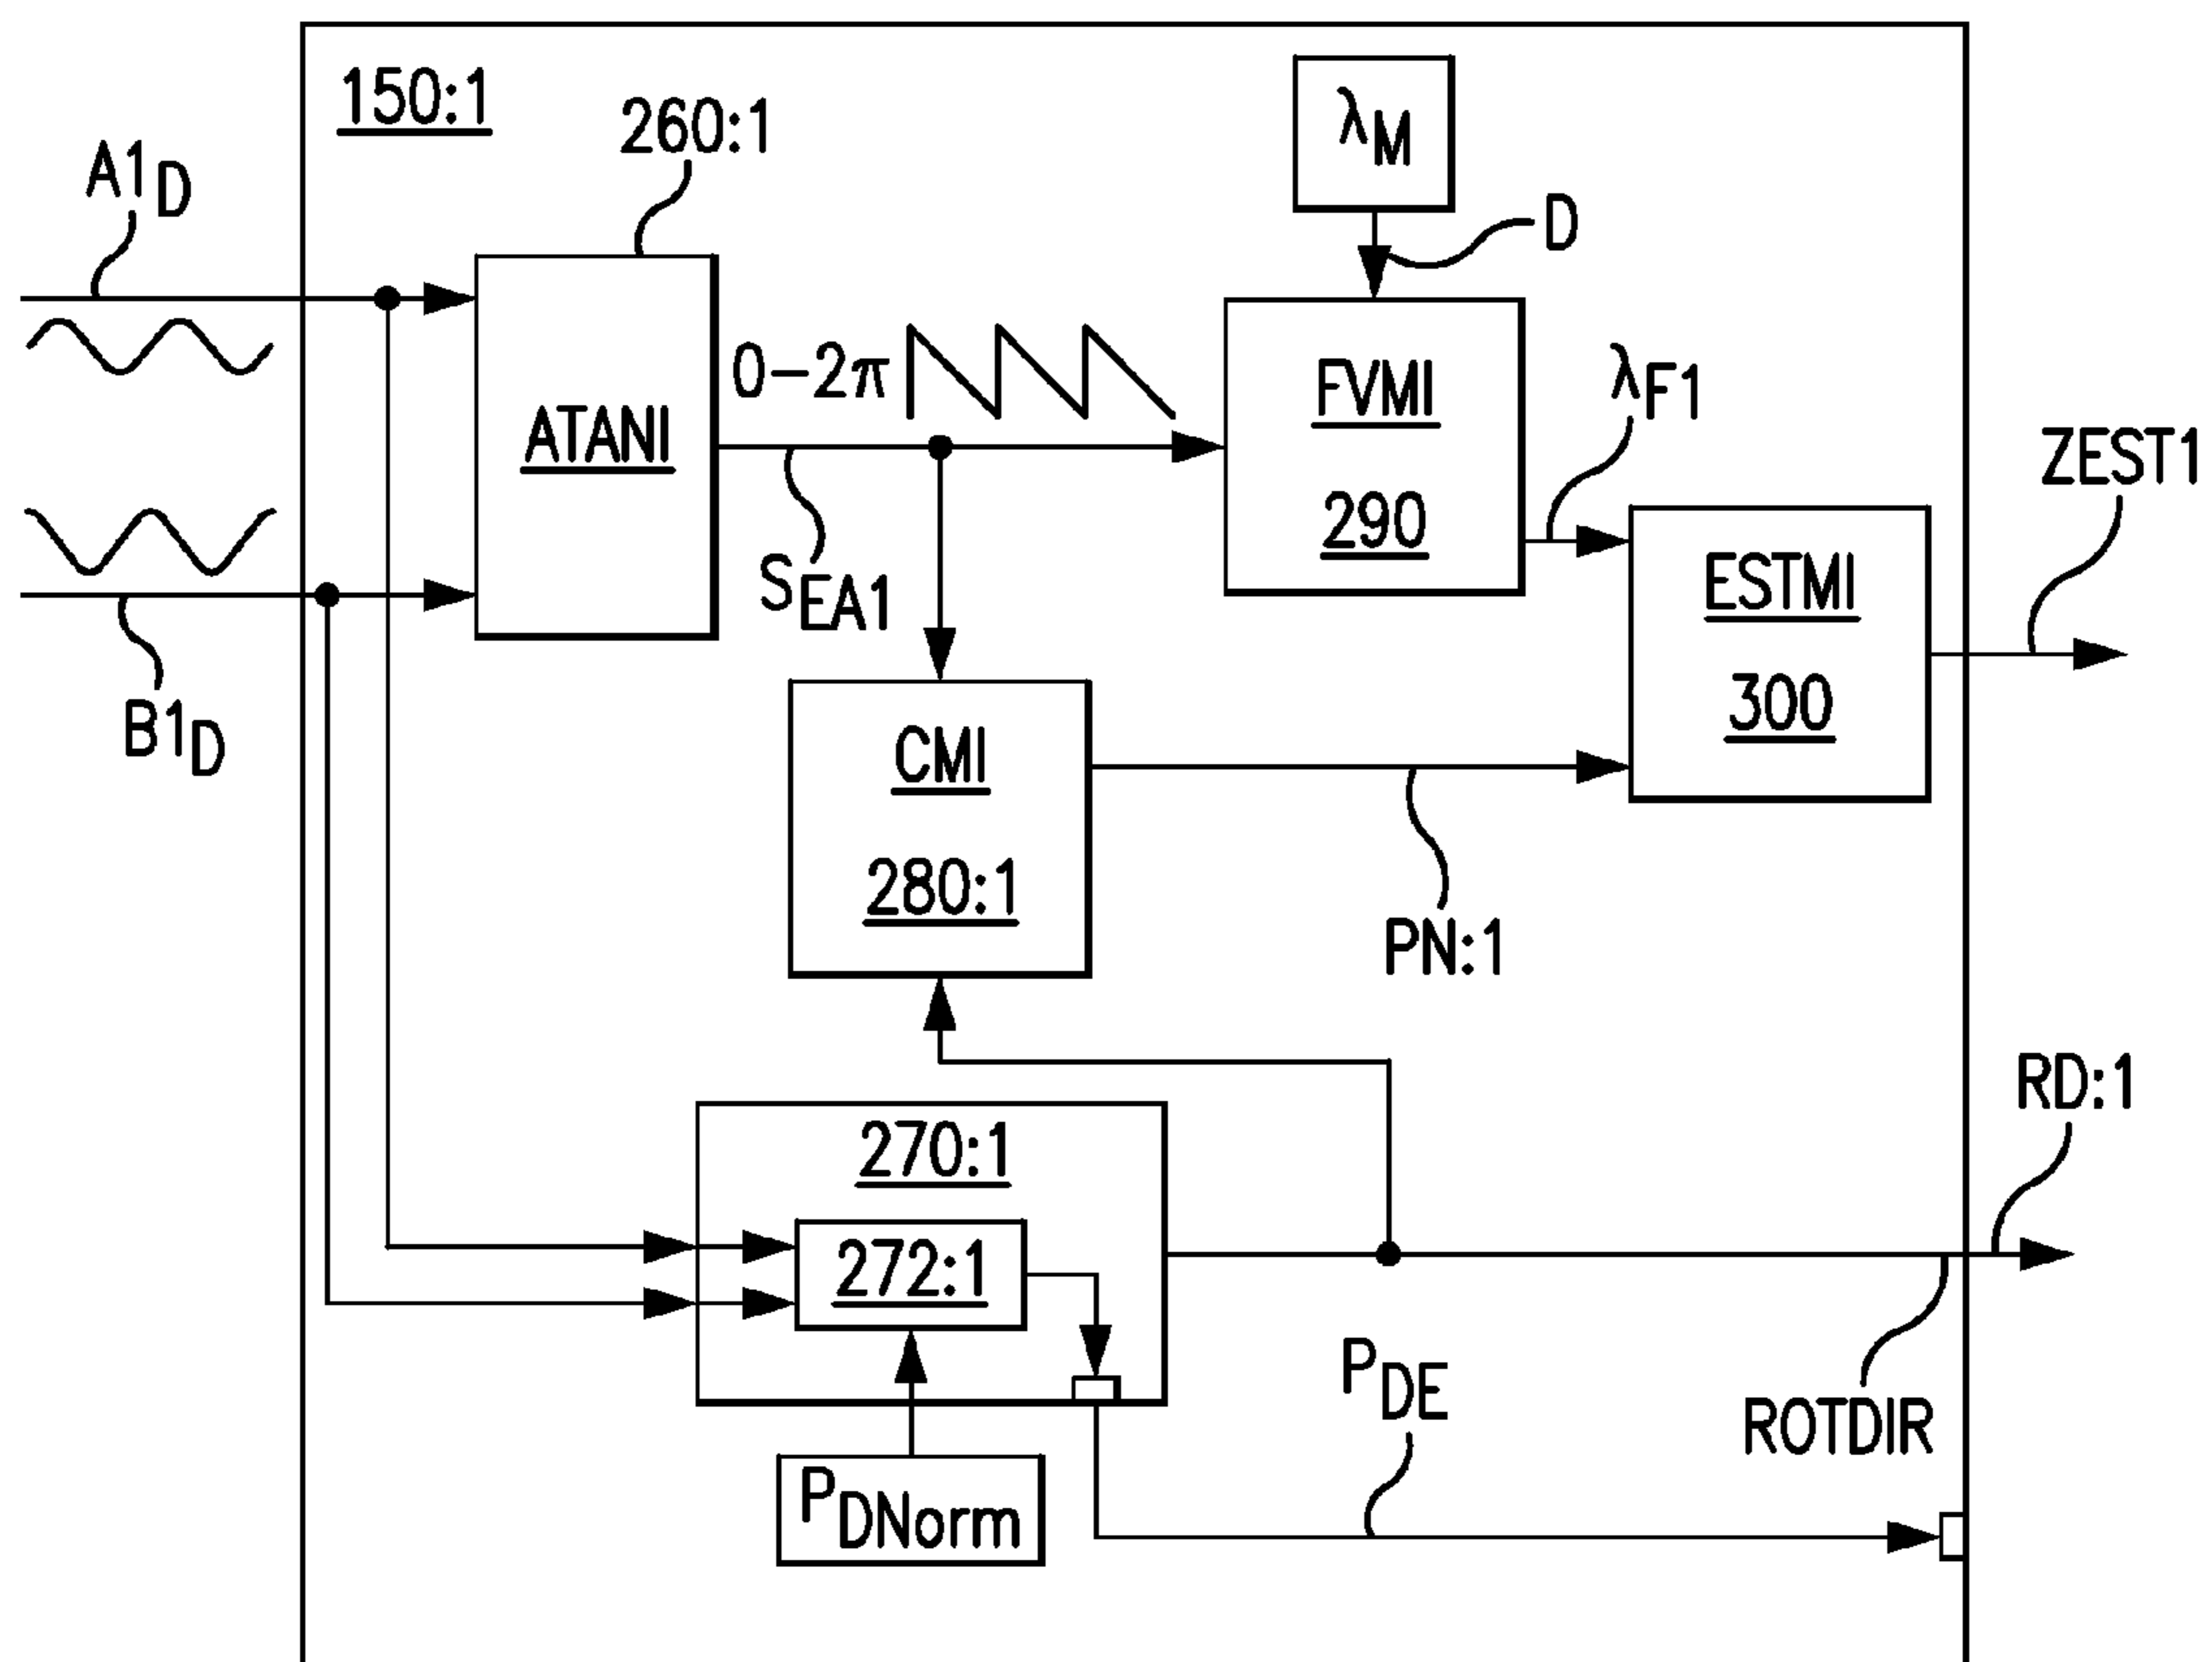 150:1
260:1
λM
A1D
D
0–2π
FVMI
290
λF1
ATANI
ZEST1
SEA1
ESTMI
300
B1D
CMI
280:1
PN:1
RD:1
270:1
272:1
PDE
ROTDIR
PDNorm